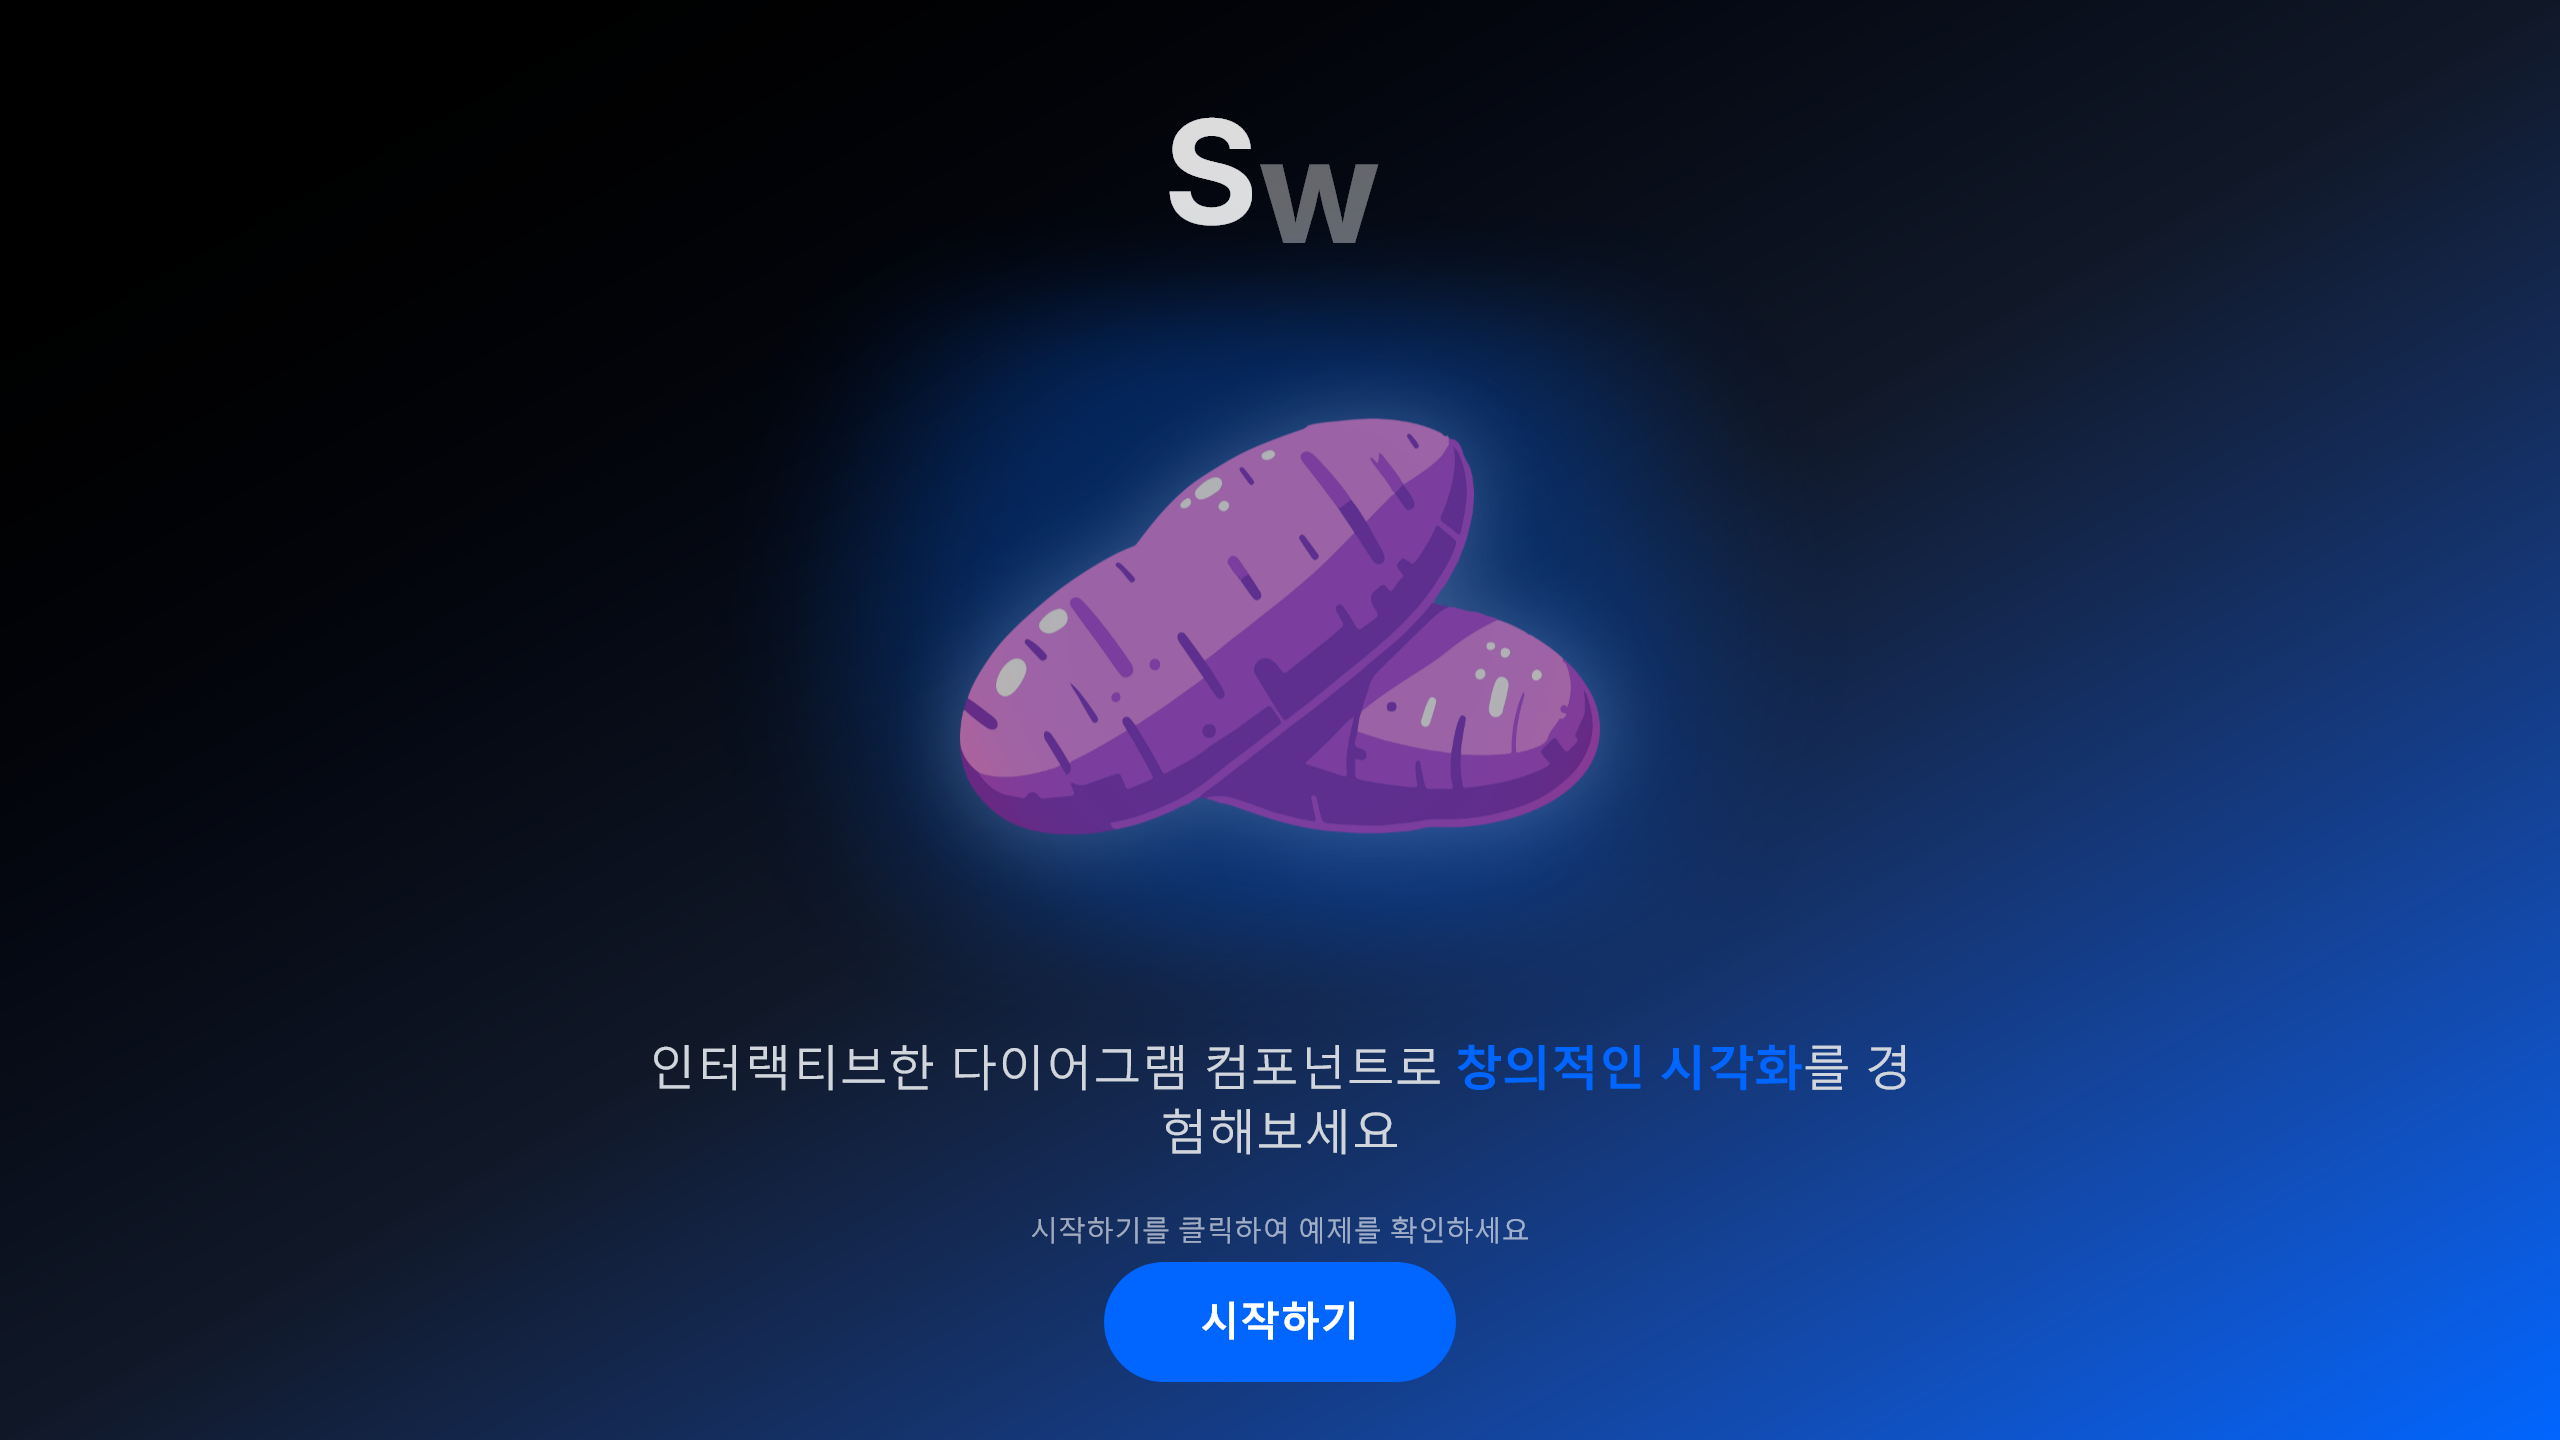 Sw
인터랙티브한 다이어그램 컴포넌트로 창의적인 시각화를 경
험해보세요
시작하기를 클릭하여 예제를 확인하세요
시작하기